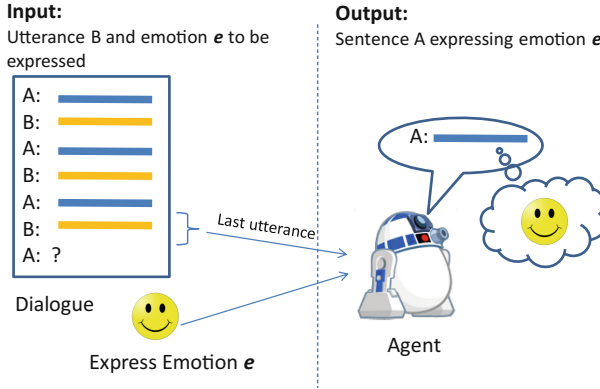 Input:
Utterance B and emotion e to be
expressed
A:
B:
A:
B:
A:
B:
A: ?
Dialogue
Express Emotion e
Last utterance
Output:
Sentence A expressing emotion e
A:
Agent